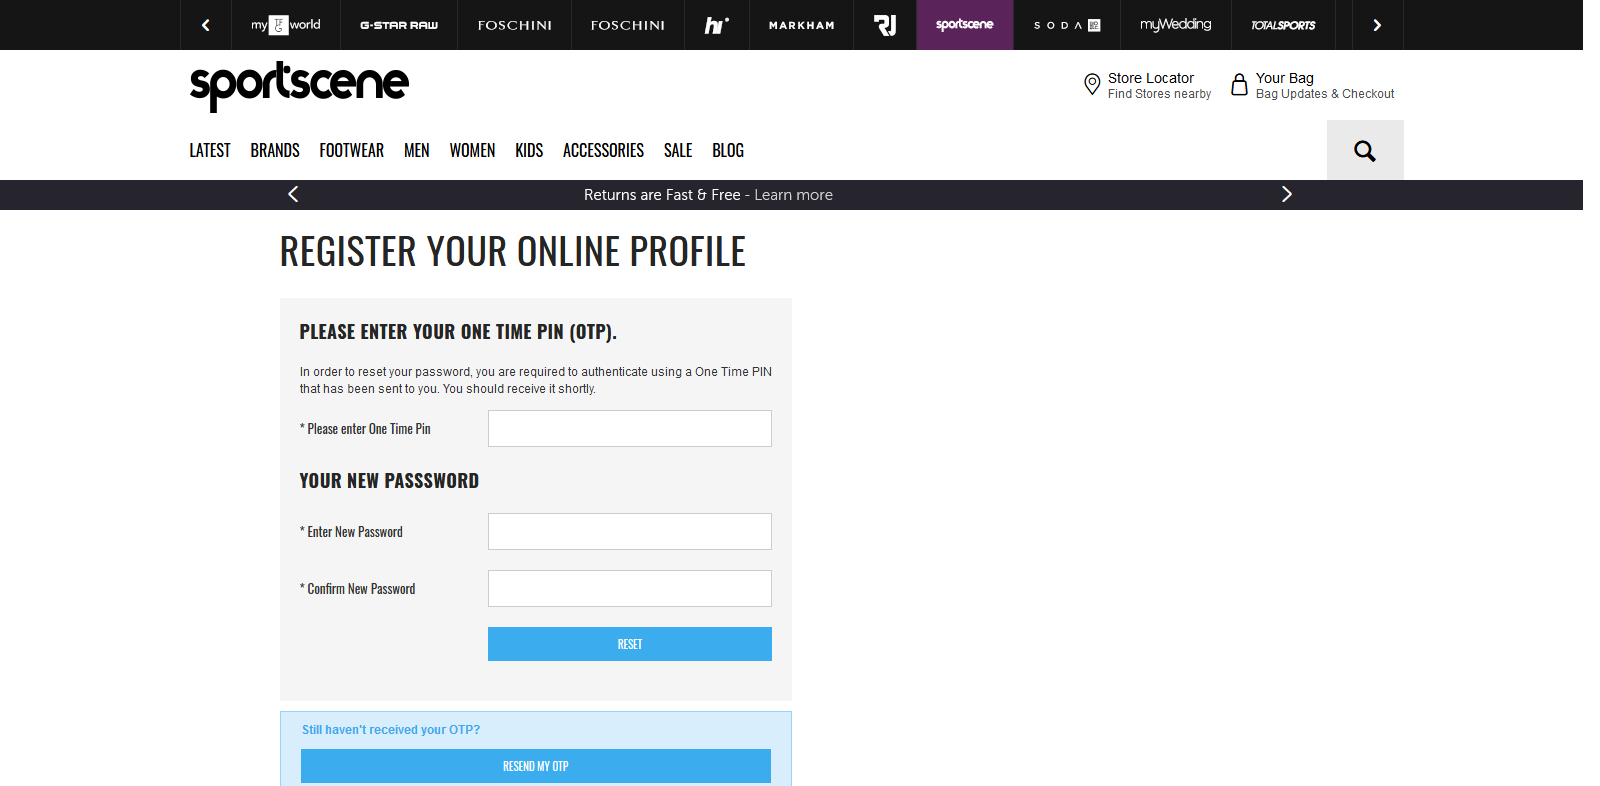 my TFG world G-STAR RAW FOSCHINI FOSCHINI hi MARKHAM RJ sportscene SODA myWedding TOTALSPORTS
sportscene
Store Locator
Find Stores nearby
Your Bag
Bag Updates & Checkout
LATEST BRANDS FOOTWEAR MEN WOMEN KIDS ACCESSORIES SALE BLOG
Returns are Fast & Free - Learn more
REGISTER YOUR ONLINE PROFILE
PLEASE ENTER YOUR ONE TIME PIN (OTP).
In order to reset your password, you are required to authenticate using a One Time PIN
that has been sent to you. You should receive it shortly.
* Please enter One Time Pin
YOUR NEW PASSSWORD
* Enter New Password
* Confirm New Password
RESET
Still haven't received your OTP?
RESEND MY OTP